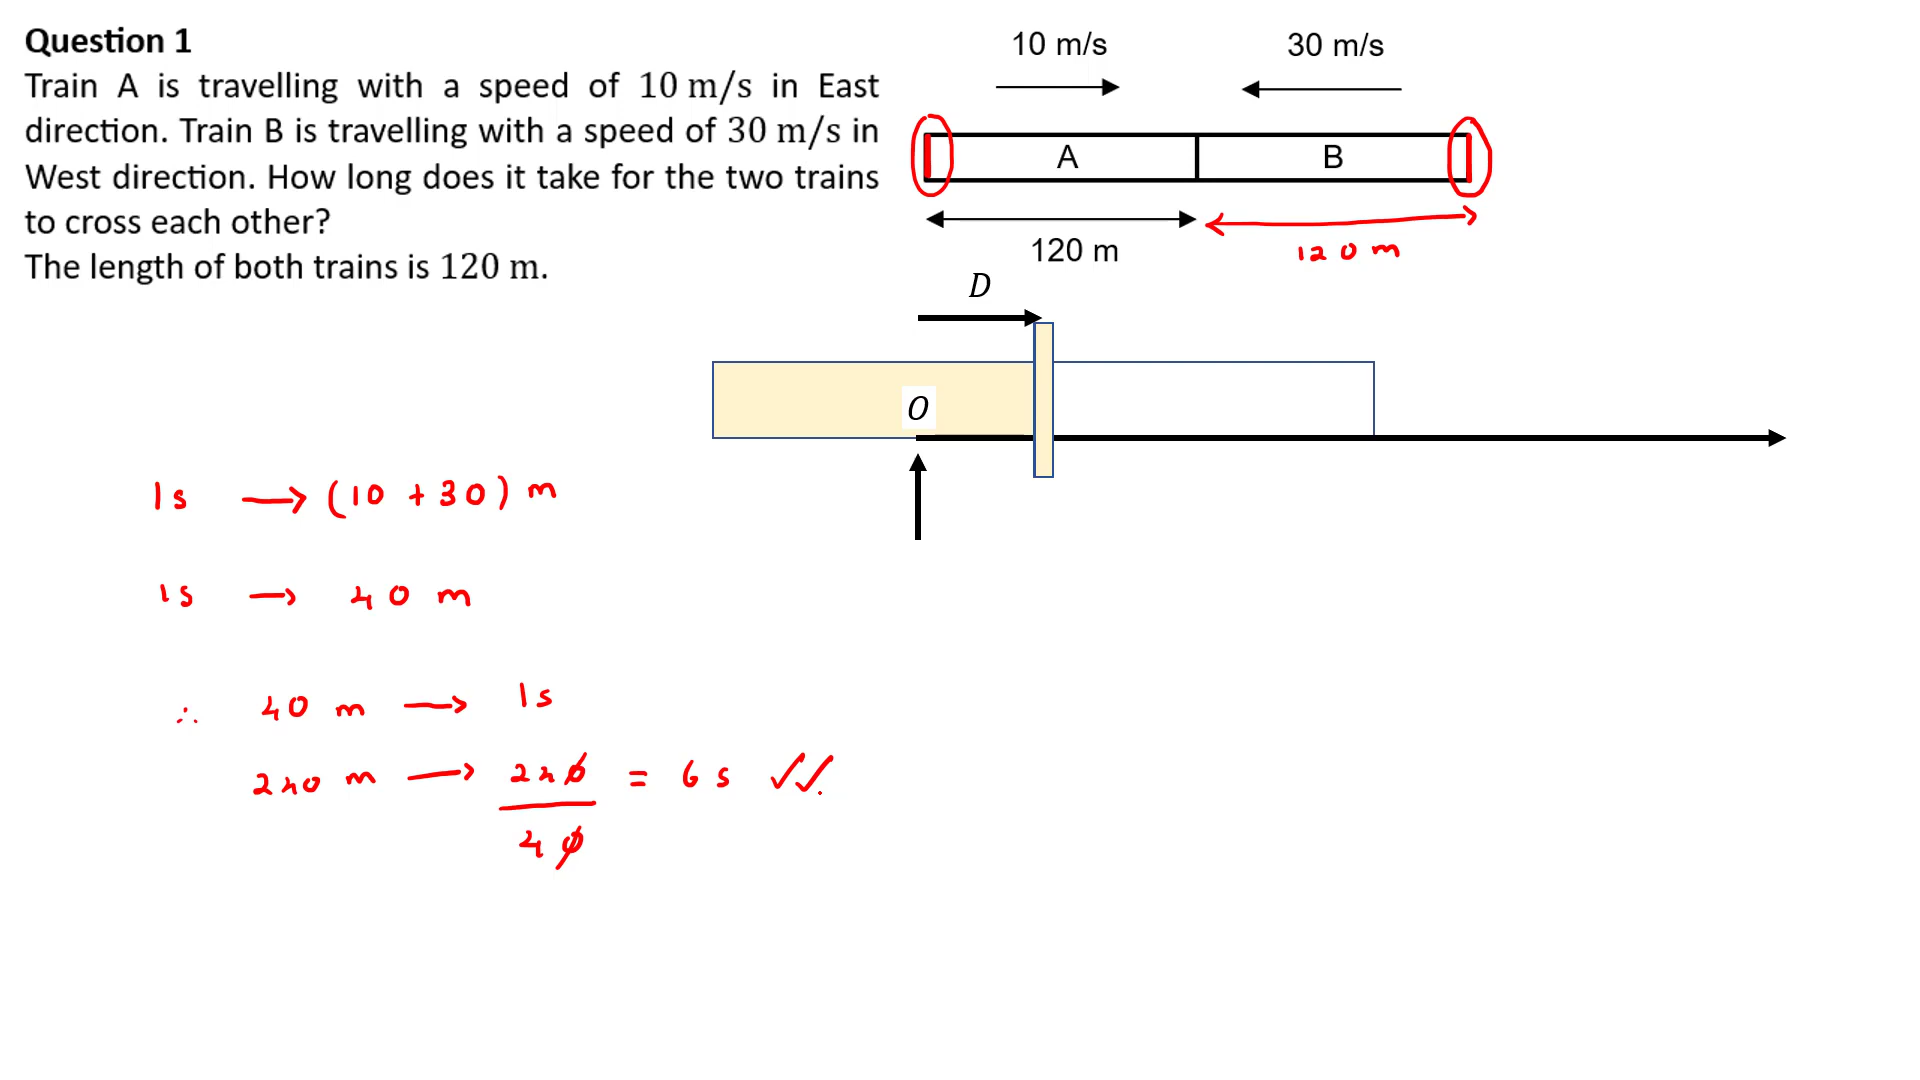 Question 1
Train A is travelling with a speed of 10 m/s in East
direction. Train B is travelling with a speed of 30 m/s in
West direction. How long does it take for the two trains
to cross each other?
The length of both trains is 120 m.
10 m/s 30 m/s
A B
120 m 120 m
D
O
1s → (10 + 30) m
1s → 40 m
∴ 40 m → 1s
240 m → 240/40 = 6 s ✓✓